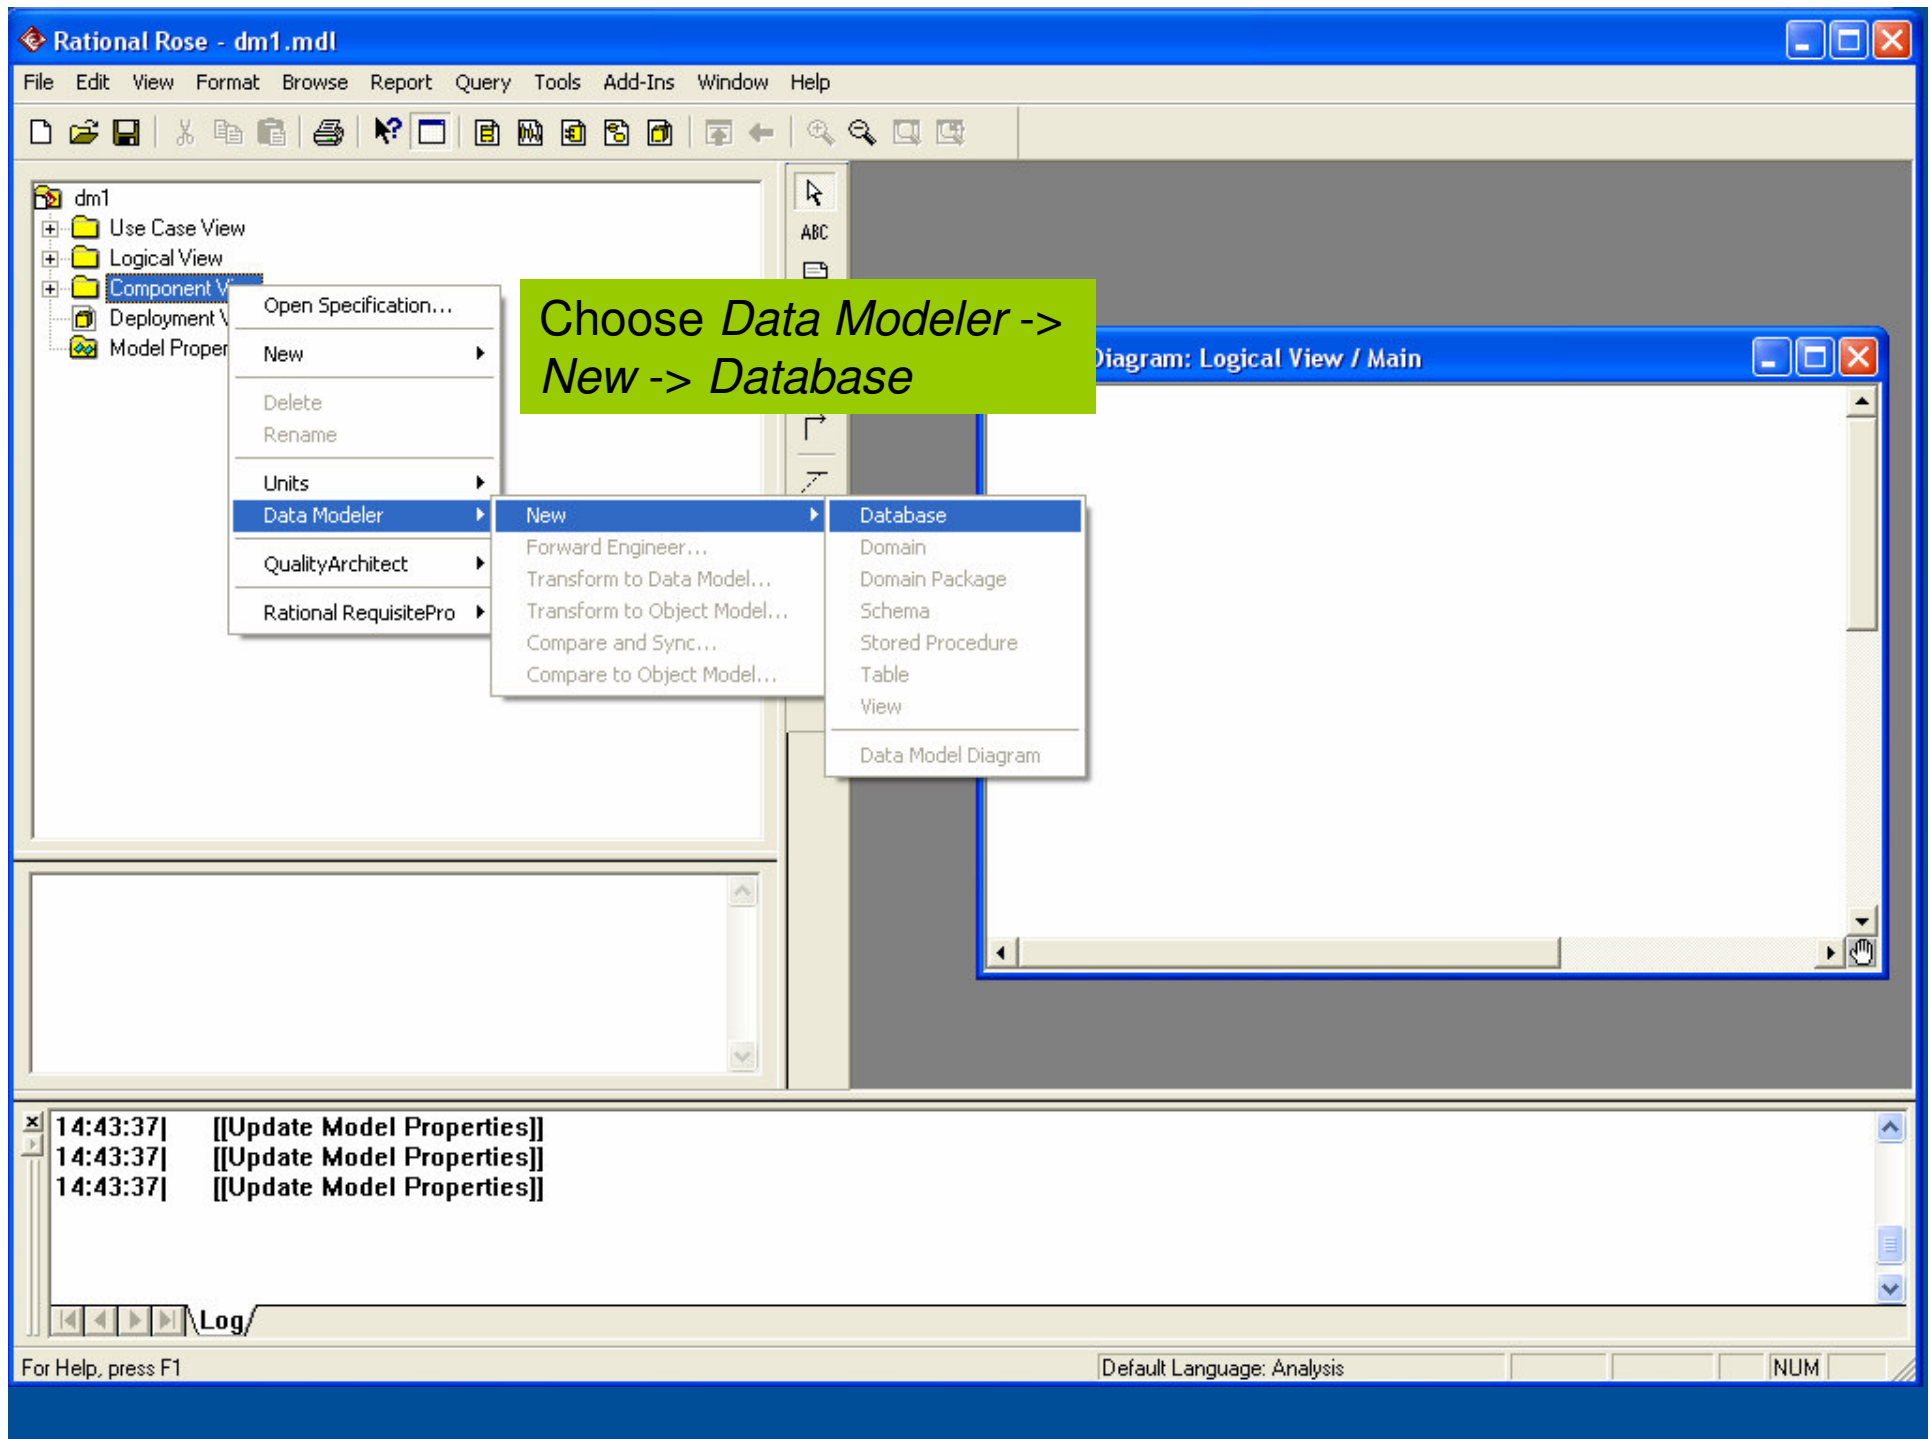 Rational Rose - dm1.mdl
File Edit View Format Browse Report Query Tools Add-Ins Window Help
dm1
Use Case View
Logical View
Component V
Deployment
Model Proper
ABC
Open Specification...
New
Delete
Rename
Units
Data Modeler
QualityArchitect
Rational RequisitePro
Choose Data Modeler ->
New -> Database
Diagram: Logical View / Main
New
Forward Engineer...
Transform to Data Model...
Transform to Object Model...
Compare and Sync...
Compare to Object Model...
Database
Domain
Domain Package
Schema
Stored Procedure
Table
View
Data Model Diagram
14:43:37| [[Update Model Properties]]
14:43:37| [[Update Model Properties]]
14:43:37| [[Update Model Properties]]
Log
For Help, press F1
Default Language: Analysis
NUM